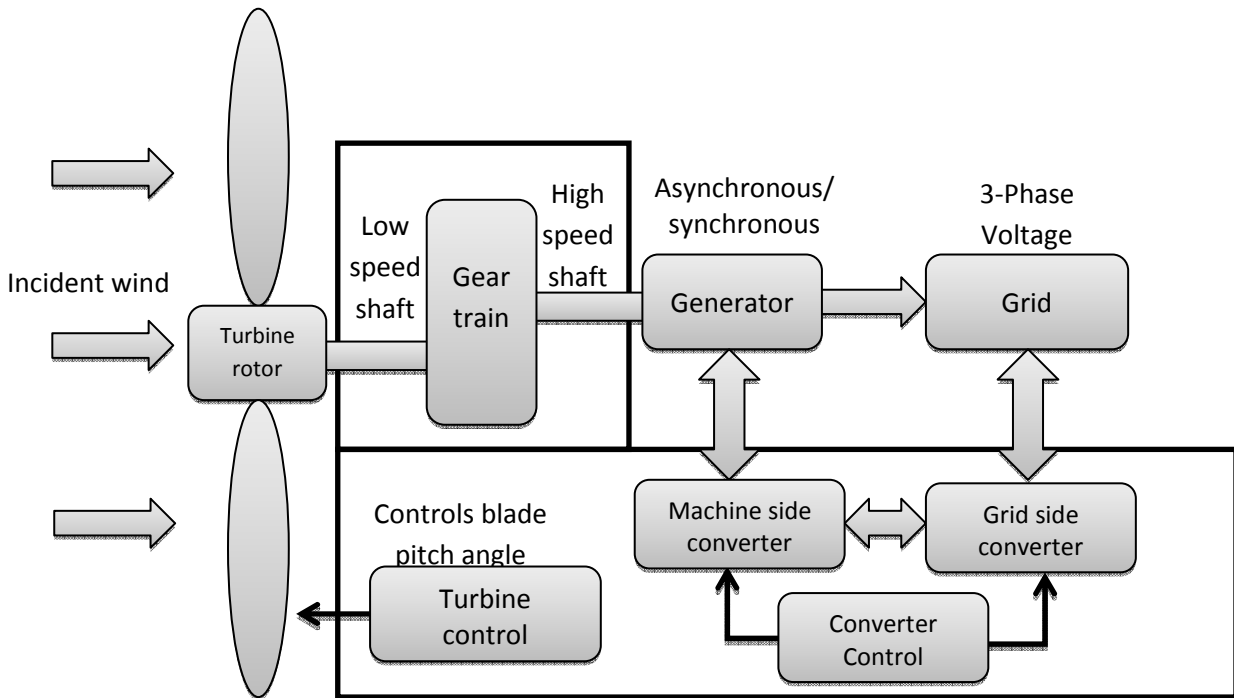 Incident wind
Turbine
rotor
Low
speed
shaft
Gear
train
High
speed
shaft
Asynchronous/
synchronous
Generator
3-Phase
Voltage
Grid
Controls blade
pitch angle
Turbine
control
Machine side
converter
Grid side
converter
Converter
Control